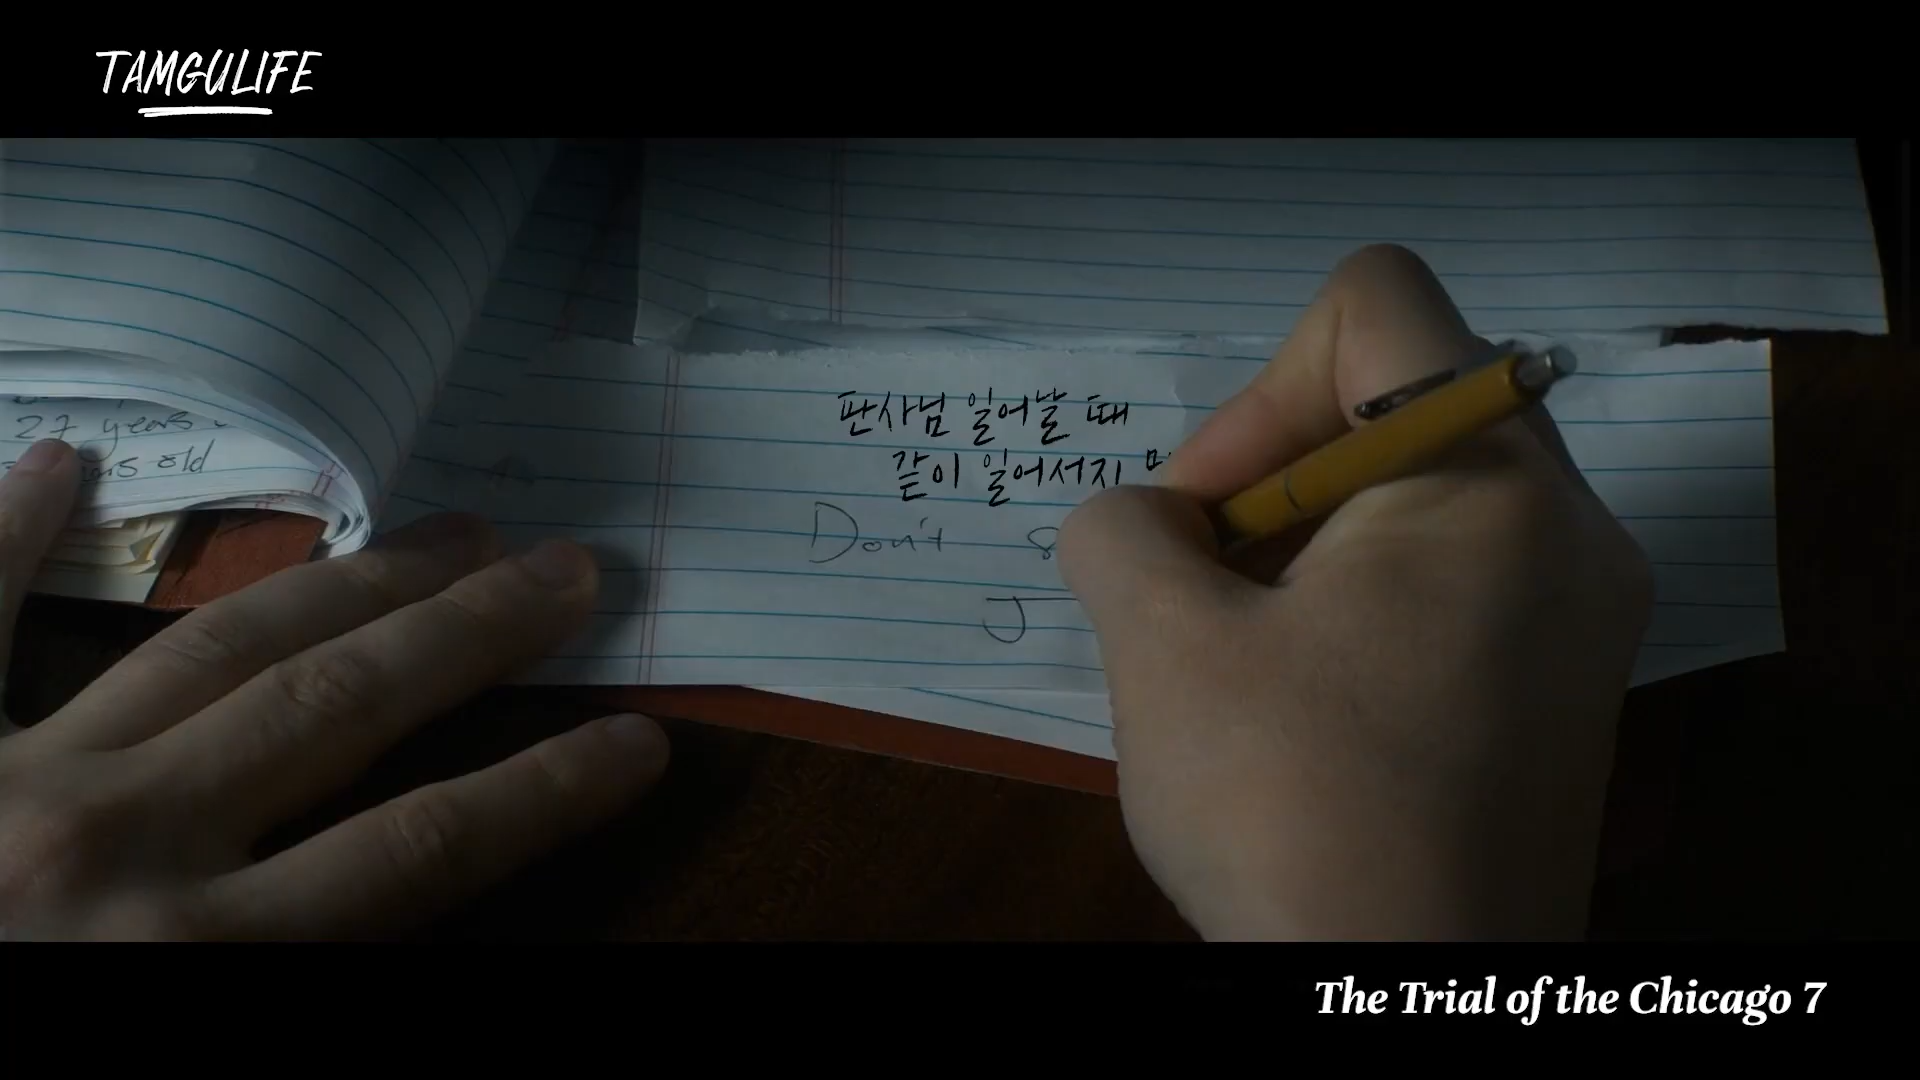 TAMGULIFE
27 years
old
판사님 일어날 때
같이 일어서지
Don't
J
The Trial of the Chicago 7